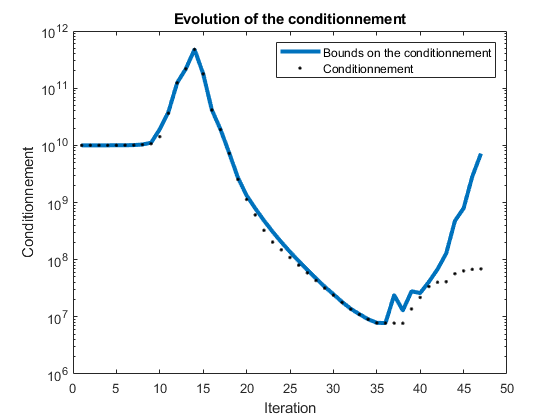 Evolution of the conditionnement
Bounds on the conditionnement
Conditionnement
10^12
10^11
10^10
10^9
10^8
10^7
10^6
Conditionnement
0 5 10 15 20 25 30 35 40 45 50
Iteration